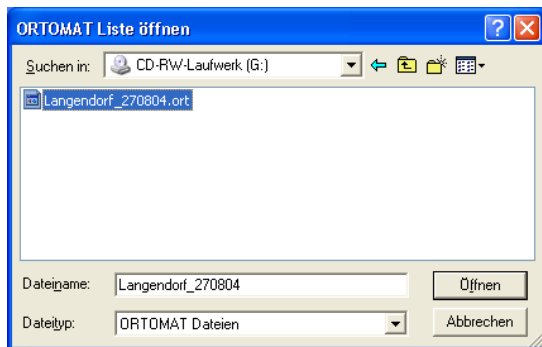 ORTOMAT Liste öffnen
Suchen in: CD-RW-Laufwerk (G:)
Langendorf_270804.ort
Dateiname: Langendorf_270804 Öffnen
Dateityp: ORTOMAT Dateien Abbrechen